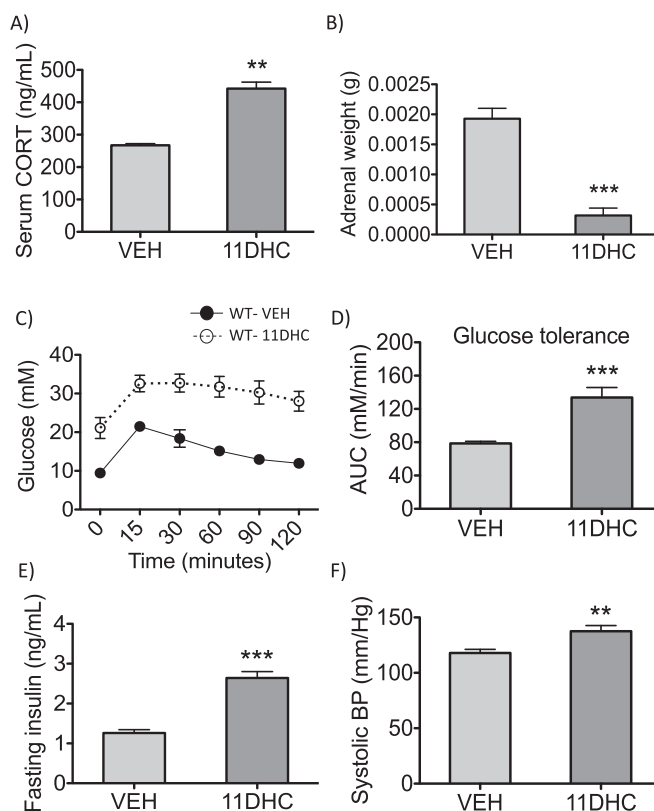 A)
Serum CORT (ng/mL)
500
400
300
200
100
0
**
VEH
11DHC
B)
Adrenal weight (g)
0.0025
0.0020
0.0015
0.0010
0.0005
0.0000
***
VEH
11DHC
C)
WT- VEH
WT- 11DHC
Glucose (mM)
40
30
20
10
0
0
15
30
60
90
120
Time (minutes)
D)
Glucose tolerance
AUC (mM/min)
200
160
120
80
40
0
***
VEH
11DHC
E)
Fasting insulin (ng/mL)
4
3
2
1
0
***
VEH
11DHC
F)
Systolic BP (mm/Hg)
150
100
50
0
**
VEH
11DHC